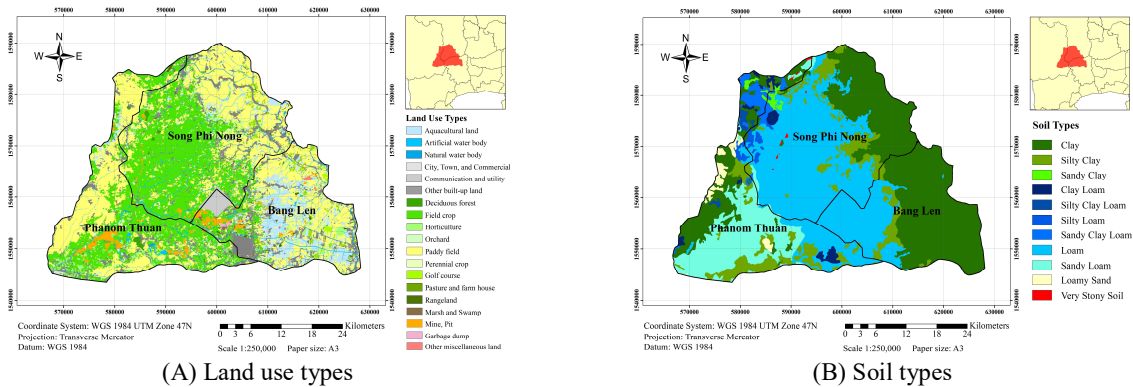 570000 580000 590000 600000 610000 620000 630000
1590000
1580000
1570000
1560000
1550000
1540000
N
W E
S
Song Phi Nong
Bang Len
Phanom Thuan
Land Use Types
Aquacultural land
Artificial water body
Natural water body
City, Town, and Commercial
Communication and utility
Other built-up land
Deciduous forest
Field crop
Horticulture
Orchard
Paddy field
Perennial crop
Golf course
Pasture and farm house
Rangeland
Marsh and Swamp
Mine, Pit
Garbage dump
Other miscellaneous land
Coordinate System: WGS 1984 UTM Zone 47N
Projection: Transverse Mercator
Datum: WGS 1984
0 3 6 12 18 24 Kilometers
Scale 1:250,000 Paper size: A3
(A) Land use types
570000 580000 590000 600000 610000 620000 630000
1590000
1580000
1570000
1560000
1550000
1540000
N
W E
S
Song Phi Nong
Bang Len
Phanom Thuan
Soil Types
Clay
Silty Clay
Sandy Clay
Clay Loam
Silty Clay Loam
Silty Loam
Sandy Clay Loam
Loam
Sandy Loam
Loamy Sand
Very Stony Soil
Coordinate System: WGS 1984 UTM Zone 47N
Projection: Transverse Mercator
Datum: WGS 1984
0 3 6 12 18 24 Kilometers
Scale 1:250,000 Paper size: A3
(B) Soil types